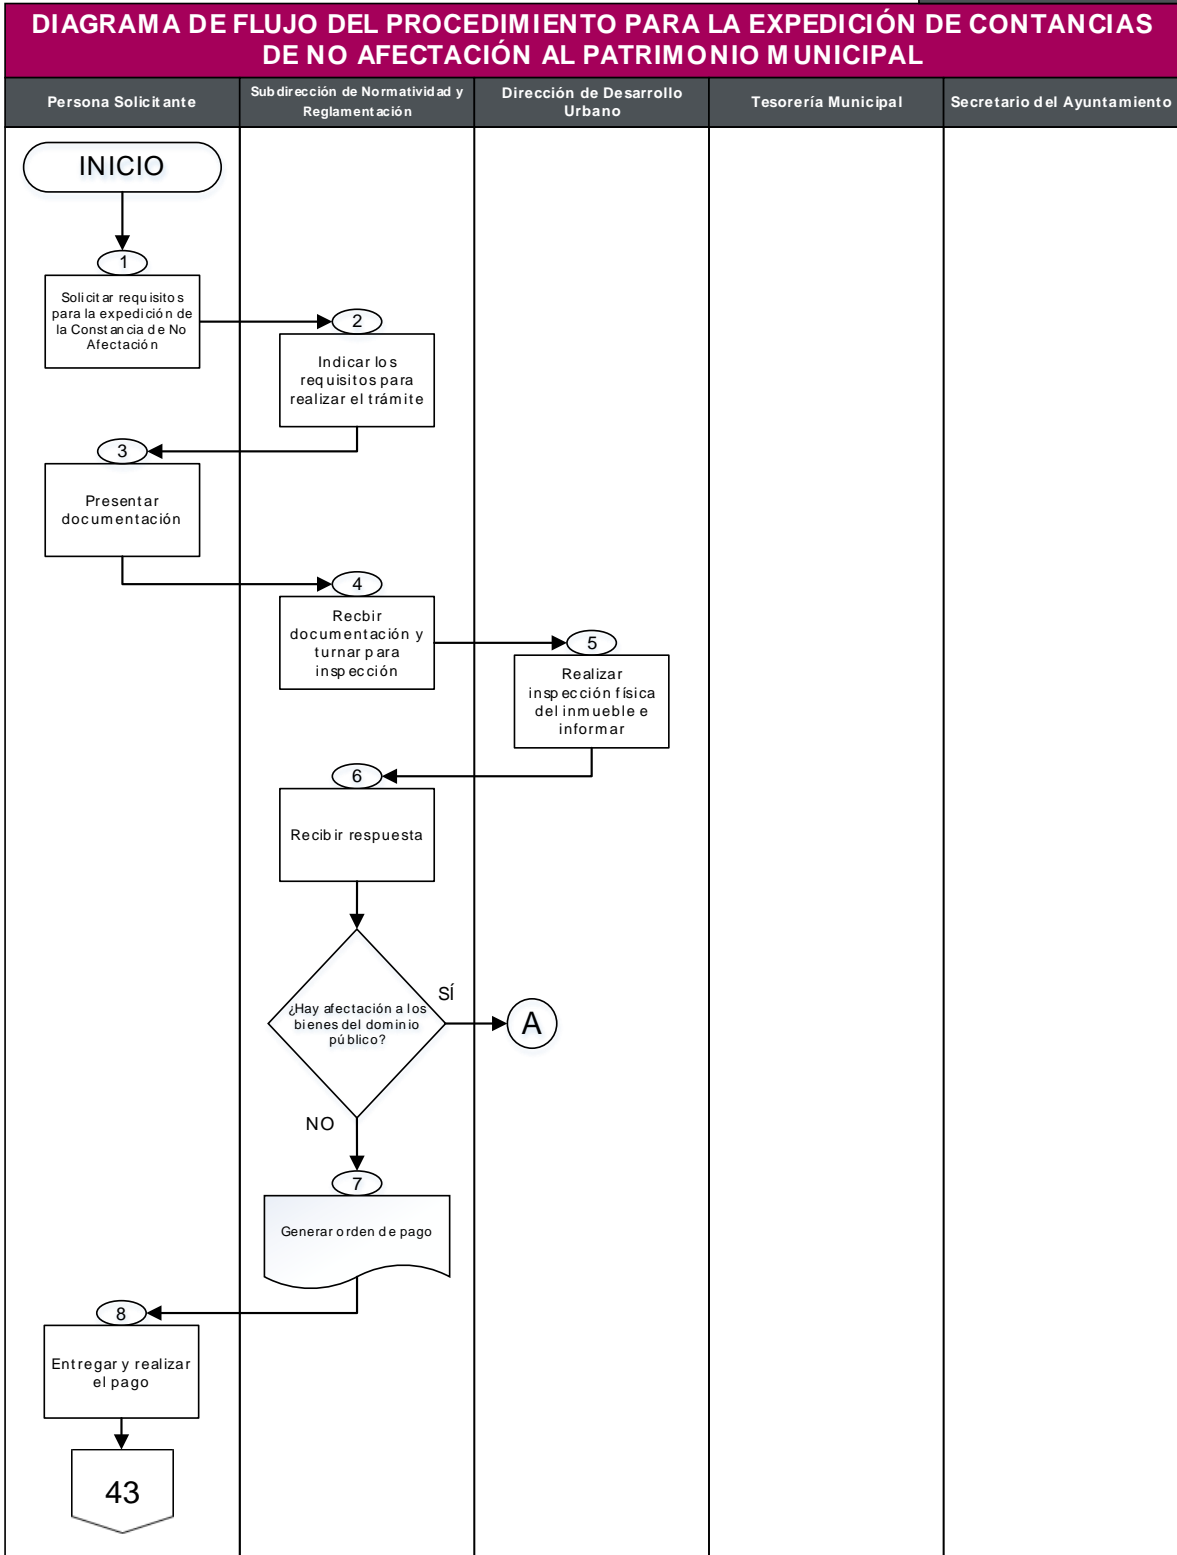 DIAGRAMA DE FLUJO DEL PROCEDIMIENTO PARA LA EXPEDICIÓN DE CONTANCIAS
DE NO AFECTACIÓN AL PATRIMONIO MUNICIPAL
Persona Solicitante
Subdirección de Normatividad y
Reglamentación
Dirección de Desarrollo
Urbano
Tesorería Municipal
Secretario del Ayuntamiento
INICIO
1
Solicitar requisitos
para la expedición de
la Constancia de No
Afectación
2
Indicar los
requisitos para
realizar el trámite
3
Presentar
documentación
4
Recbir
documentación y
turnar para
inspección
5
Realizar
inspección física
del inmueble e
informar
6
Recibir respuesta
¿Hay afectación a los
bienes del dominio
público?
SÍ
A
NO
7
Generar orden de pago
8
Entregar y realizar
el pago
43